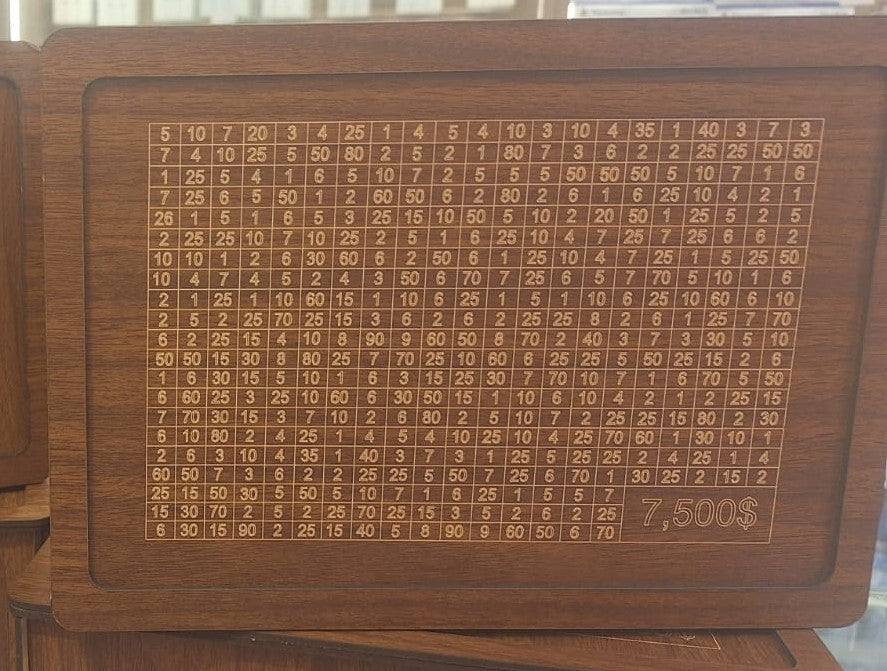 5 10 7 20 3 4 25 1 4 5 4 10 3 10 4 35 1 40 3 7 3
7 4 10 25 5 50 80 2 5 2 1 80 7 3 6 2 2 25 25 50 50
1 25 5 4 1 6 5 10 7 2 5 5 5 50 50 50 5 10 7 1 6
7 25 6 5 50 1 2 60 50 6 2 80 2 6 1 6 25 10 4 2 1
26 1 5 1 6 5 3 25 15 10 50 5 10 2 20 50 1 25 5 2 5
2 25 25 10 7 10 25 2 5 1 6 25 10 4 7 25 7 25 6 6 2
10 10 1 2 6 30 60 6 2 50 6 1 25 10 4 7 25 1 5 25 50
10 4 7 4 5 2 4 3 50 6 70 7 25 6 5 7 70 5 10 1 6
2 1 25 1 10 60 15 1 10 6 25 1 5 1 10 6 25 10 60 6 10
2 5 2 25 70 25 15 3 6 2 6 2 25 25 8 2 6 1 25 7 70
6 2 25 15 4 10 8 90 9 60 50 8 70 2 40 3 7 3 30 5 10
50 50 15 30 8 80 25 7 70 25 10 60 6 25 25 5 50 25 15 2 6
1 6 30 15 5 10 1 6 3 15 25 30 7 70 10 7 1 6 70 5 50
6 60 25 3 25 10 60 6 30 50 15 1 10 6 10 4 2 1 2 25 15
7 70 30 15 3 7 10 2 6 80 2 5 10 7 2 25 25 15 80 2 30
6 10 80 2 4 25 1 4 5 4 10 25 10 4 25 70 60 1 30 10 1
2 6 3 10 4 35 1 40 3 7 3 1 25 5 25 25 2 4 25 1 4
60 50 7 3 6 2 2 25 25 5 50 7 25 6 70 1 30 25 2 15 2
25 15 50 30 5 50 5 10 7 1 6 25 1 5 5 7
15 30 70 2 5 2 25 70 25 15 3 5 2 6 2 25
7,500$
6 30 15 90 2 25 15 40 5 8 90 9 60 50 6 70